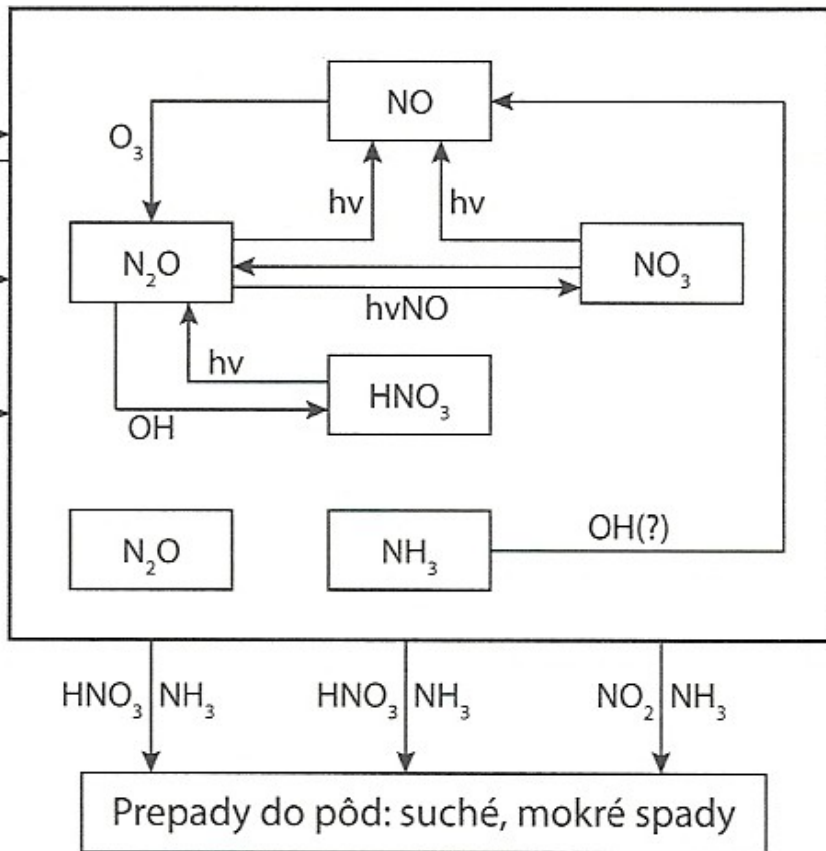 NO
O₃
hv hv
N₂O NO₃
hvNO
hv
HNO₃
OH
OH(?)
N₂O NH₃
HNO₃ NH₃ HNO₃ NH₃ NO₂ NH₃
Prepady do pôd: suché, mokré spady